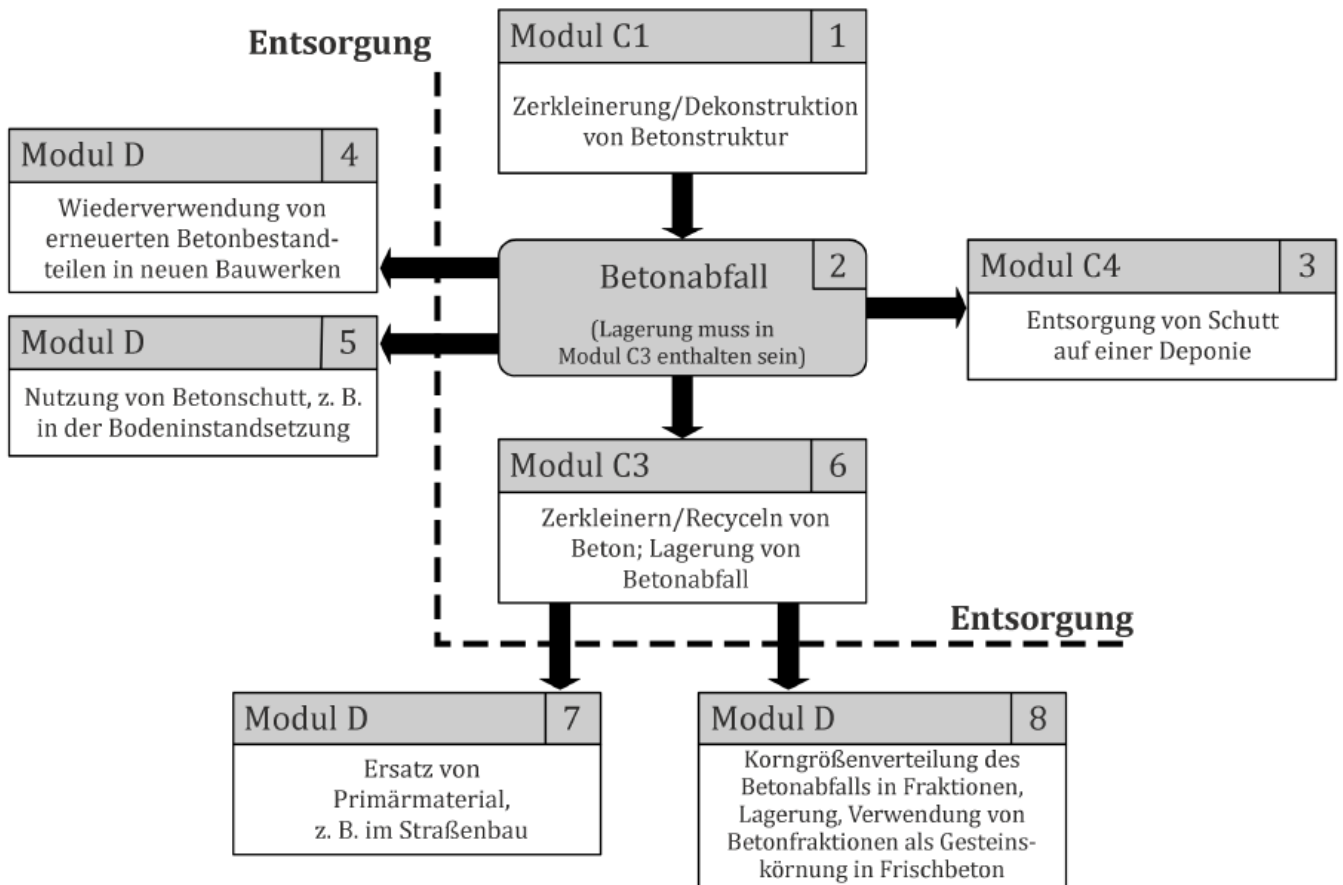 Entsorgung
Modul C1 1
Zerkleinerung/Dekonstruktion
von Betonstruktur
Modul D 4
Wiederverwendung von
erneuerten Betonbestand-
teilen in neuen Bauwerken
Betonabfall 2
(Lagerung muss in
Modul C3 enthalten sein)
Modul C4 3
Entsorgung von Schutt
auf einer Deponie
Modul D 5
Nutzung von Betonschutt, z. B.
in der Bodeninstandsetzung
Modul C3 6
Zerkleinern/Recyceln von
Beton; Lagerung von
Betonabfall
Entsorgung
Modul D 7
Ersatz von
Primärmaterial,
z. B. im Straßenbau
Modul D 8
Korngrößenverteilung des
Betonabfalls in Fraktionen,
Lagerung, Verwendung von
Betonfraktionen als Gesteins-
körnung in Frischbeton